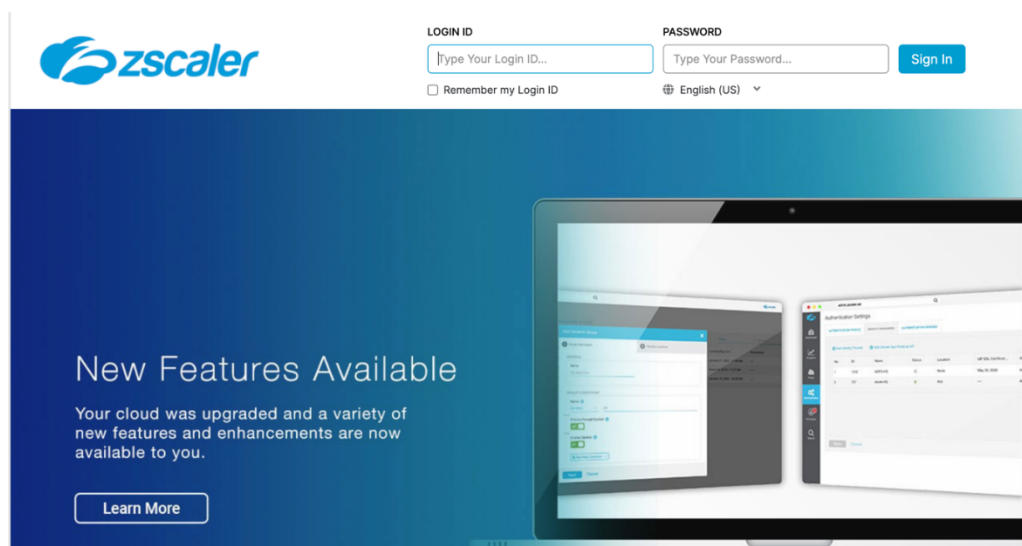 zscaler
LOGIN ID
PASSWORD
Type Your Login ID...
Type Your Password...
Sign In
Remember my Login ID
English (US)
New Features Available
Your cloud was upgraded and a variety of
new features and enhancements are now
available to you.
Learn More
Authentication Settings